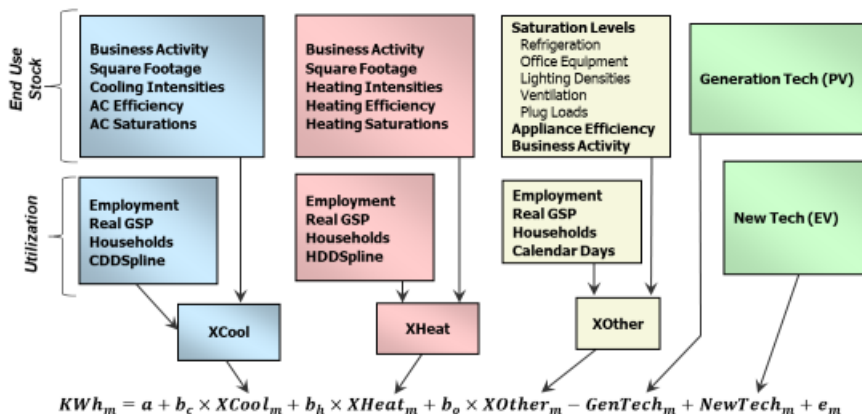 End Use
Stock
Business Activity
Square Footage
Cooling Intensities
AC Efficiency
AC Saturations
Business Activity
Square Footage
Heating Intensities
Heating Efficiency
Heating Saturations
Saturation Levels
Refrigeration
Office Equipment
Lighting Densities
Ventilation
Plug Loads
Appliance Efficiency
Business Activity
Generation Tech (PV)
Utilization
Employment
Real GSP
Households
CDDSpline
Employment
Real GSP
Households
HDDSpline
Employment
Real GSP
Households
Calendar Days
New Tech (EV)
XCool
XHeat
XOther
KWh_m = a + b_c × XCool_m + b_h × XHeat_m + b_o × XOther_m − GenTech_m + NewTech_m + e_m